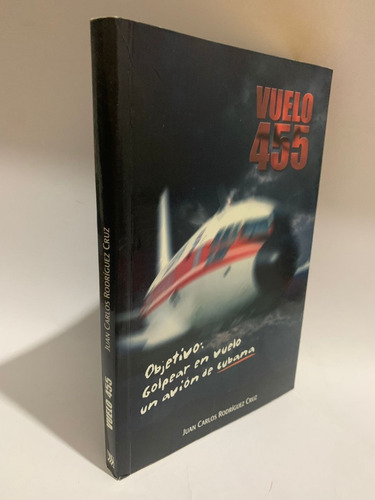 VUELO
455
Objetivo:
Golpear en vuelo
un avión de Cubana
JUAN CARLOS RODRÍGUEZ CRUZ
JUAN CARLOS RODRÍGUEZ CRUZ
VUELO 455